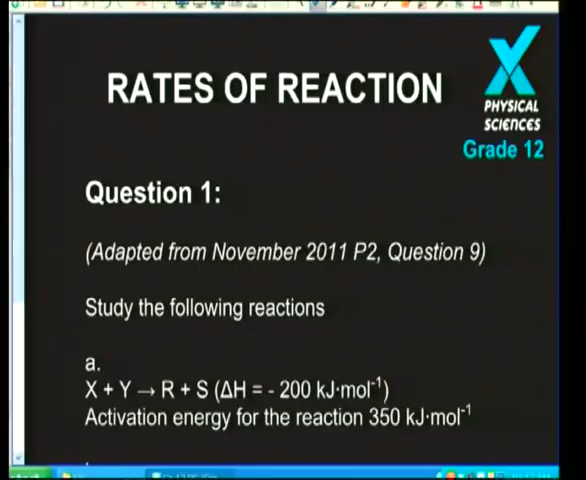 RATES OF REACTION
PHYSICAL
SCIENCES
Grade 12
Question 1:
(Adapted from November 2011 P2, Question 9)
Study the following reactions
a.
X + Y → R + S (ΔH = - 200 kJ·mol⁻¹)
Activation energy for the reaction 350 kJ·mol⁻¹